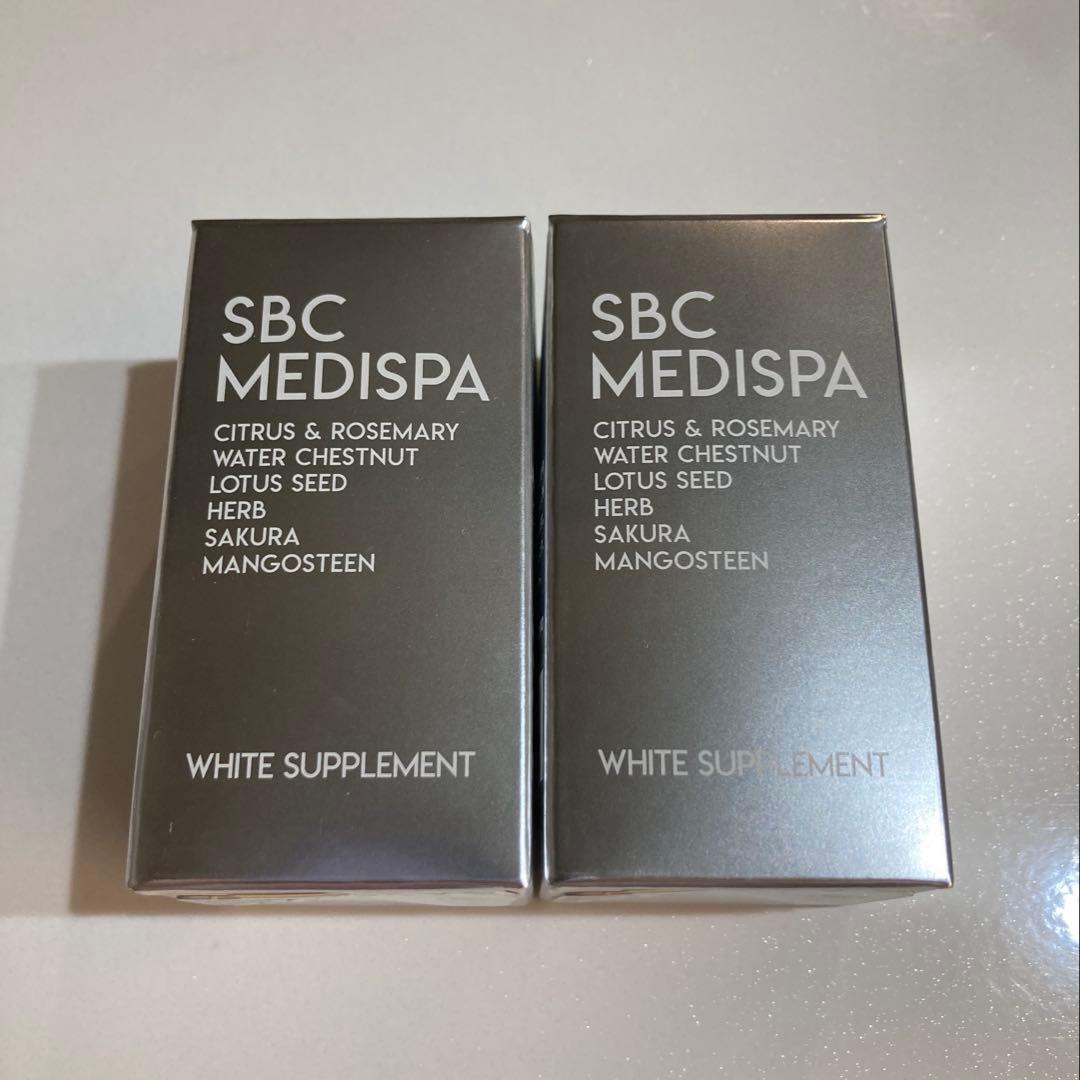 SBC
MEDISPA
CITRUS & ROSEMARY
WATER CHESTNUT
LOTUS SEED
HERB
SAKURA
MANGOSTEEN
WHITE SUPPLEMENT
SBC
MEDISPA
CITRUS & ROSEMARY
WATER CHESTNUT
LOTUS SEED
HERB
SAKURA
MANGOSTEEN
WHITE SUPPLEMENT